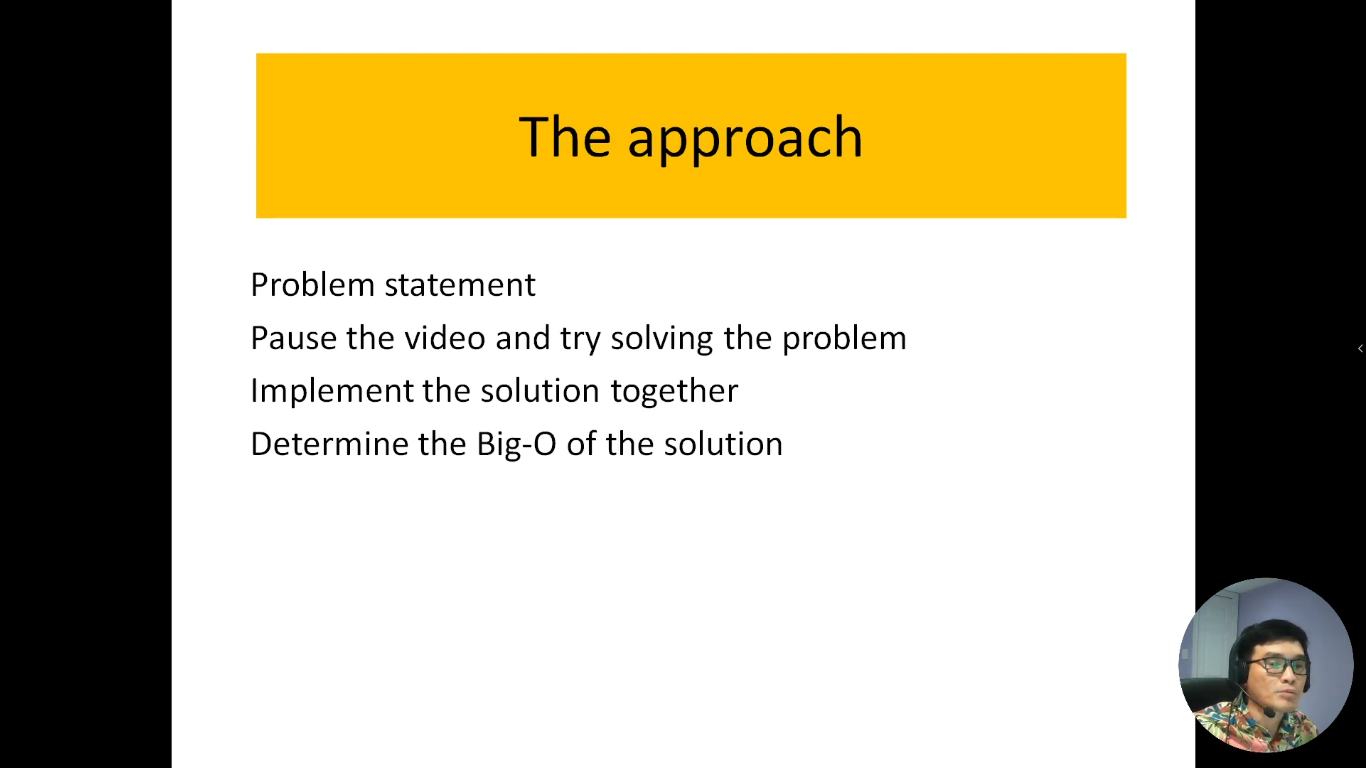 The approach
Problem statement
Pause the video and try solving the problem
Implement the solution together
Determine the Big-O of the solution